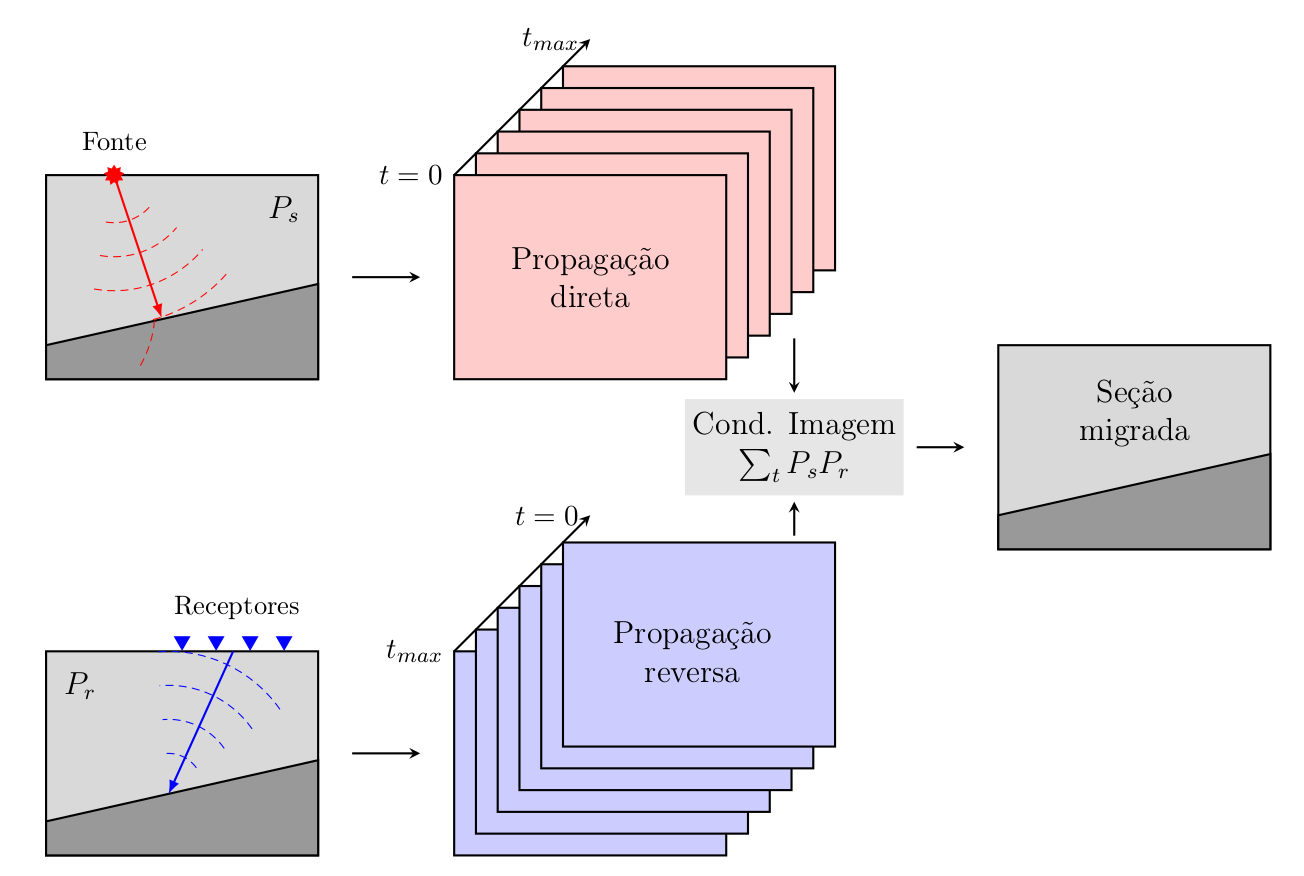 t_{max}
Fonte
t = 0
P_s
Propagação
direta
Cond. Imagem
∑_t P_s P_r
Seção
migrada
t = 0
Receptores
t_{max}
P_r
Propagação
reversa